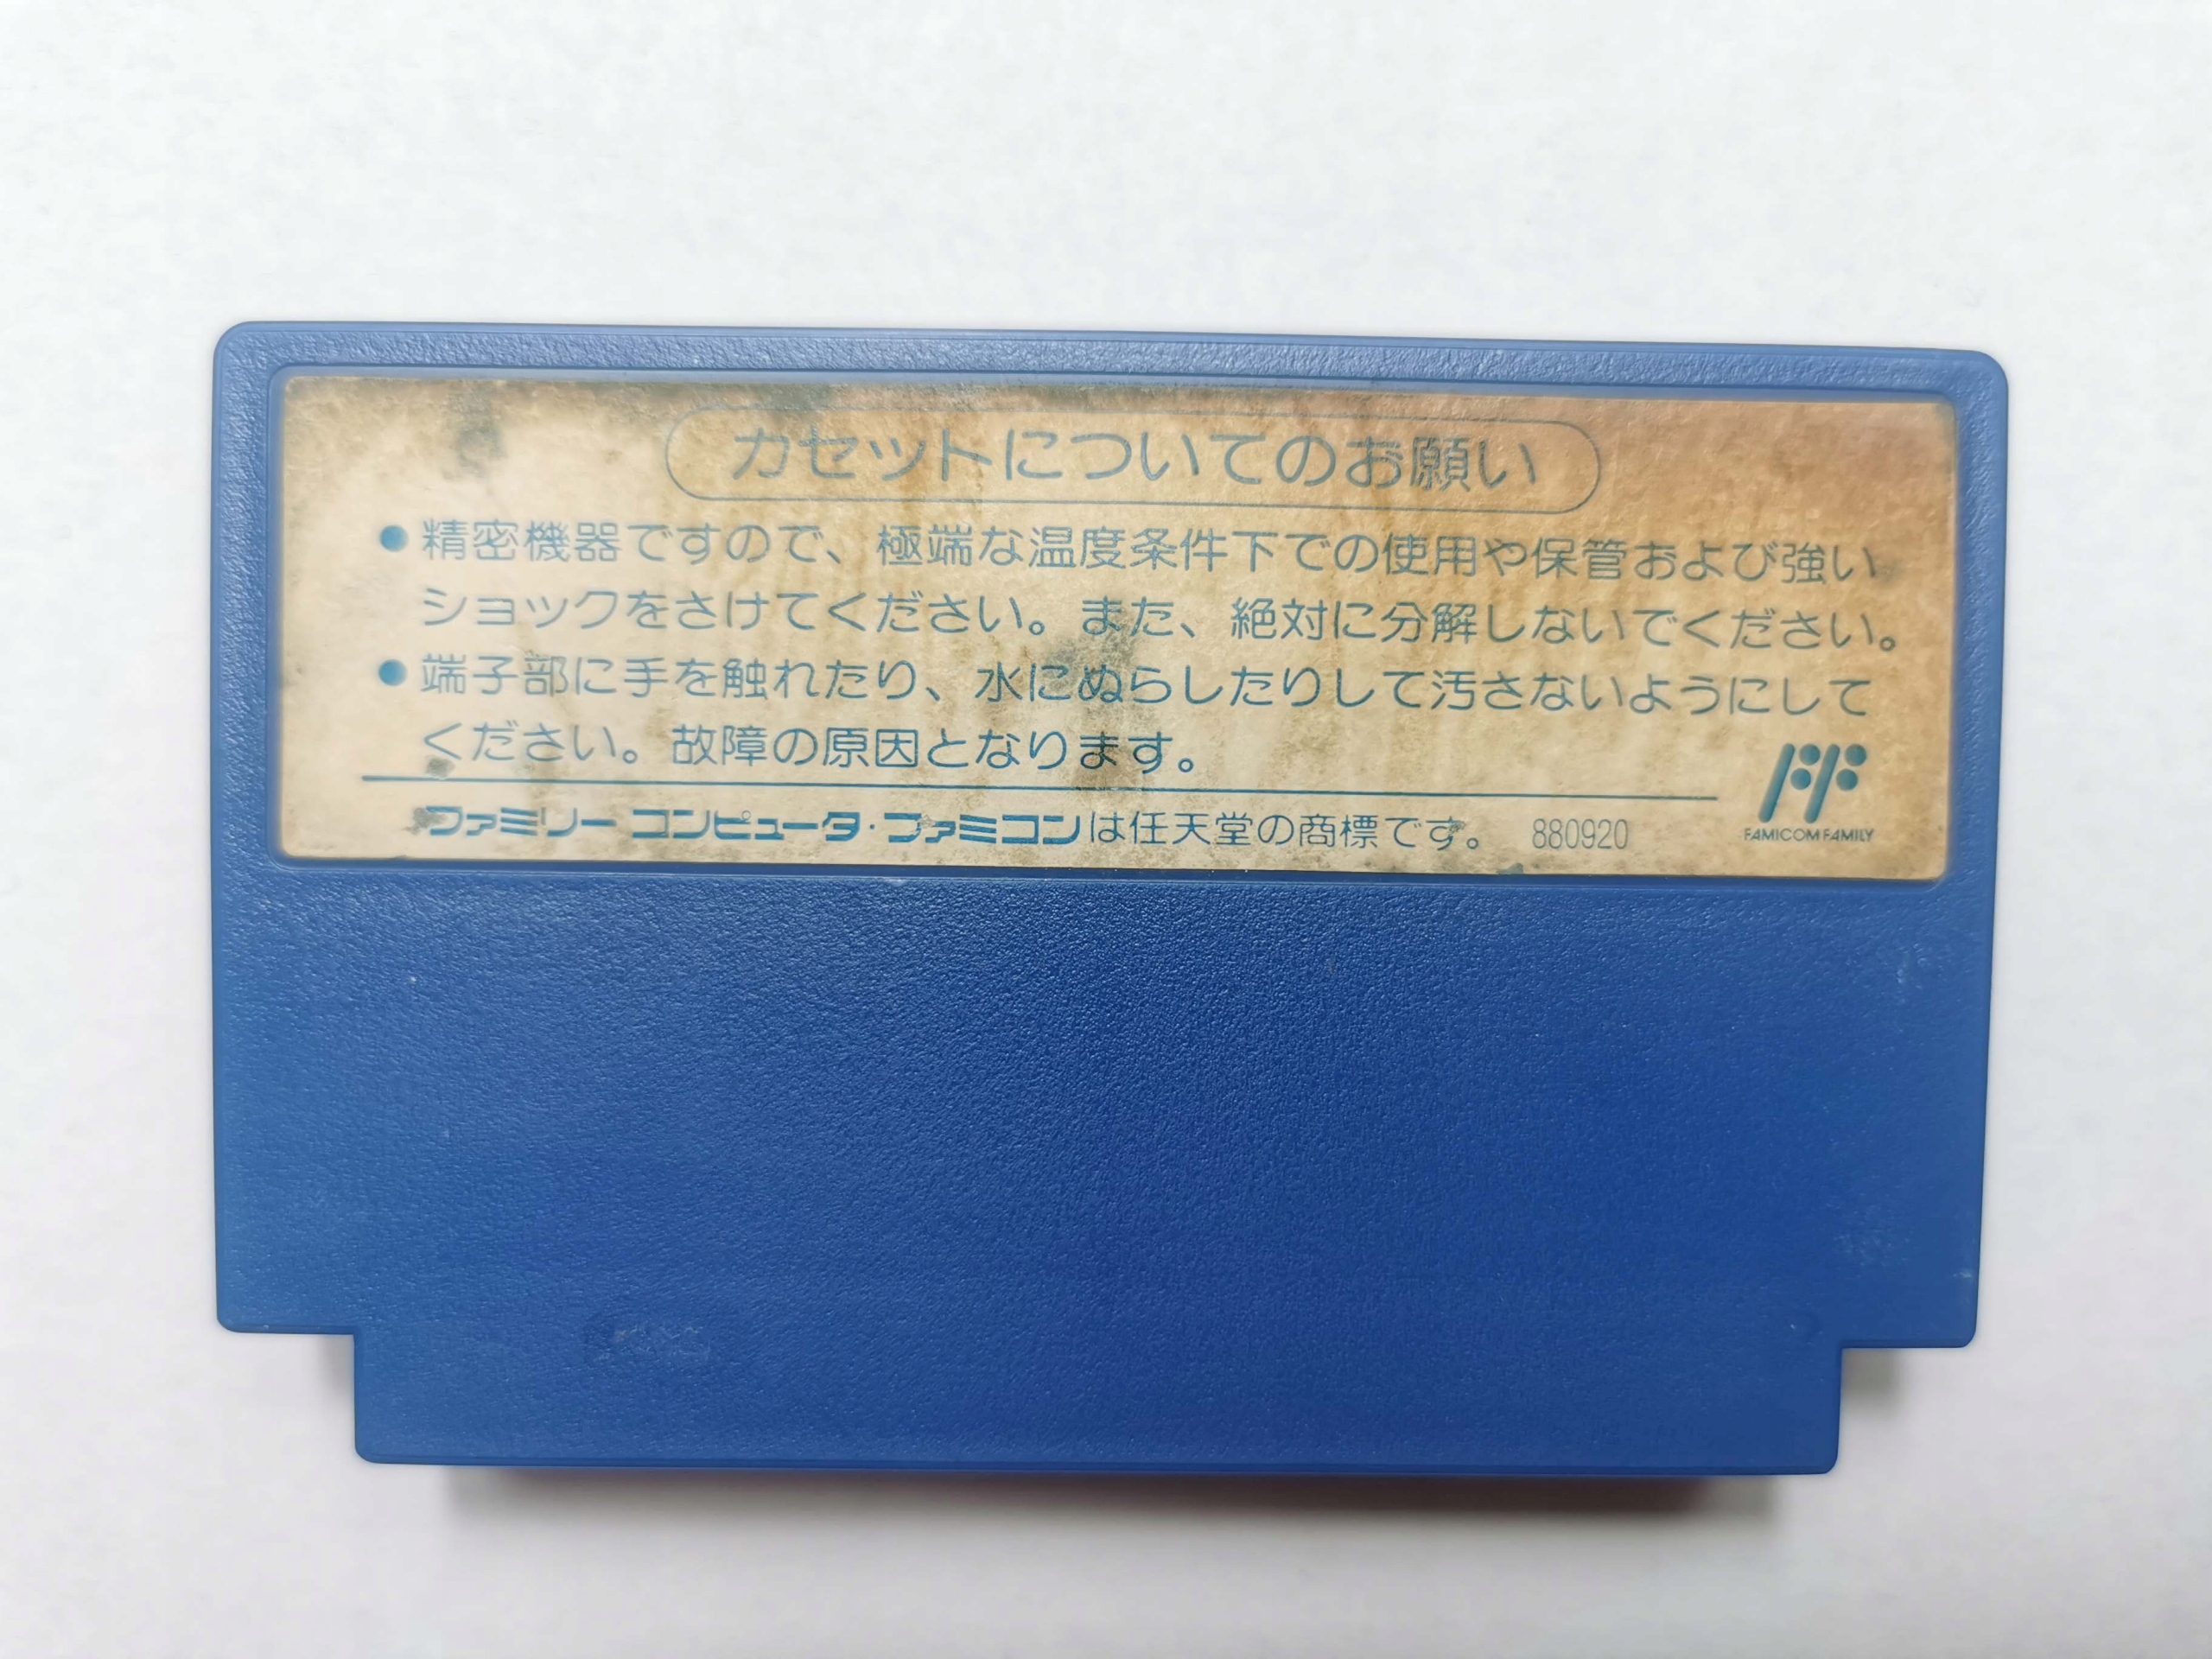 カセットについてのお願い
●精密機器ですので、極端な温度条件下での使用や保管および強い
ショックをさけてください。また、絶対に分解しないでください。
●端子部に手を触れたり、水にぬらしたりして汚さないようにして
ください。故障の原因となります。
ファミリーコンピュータ・ファミコンは任天堂の商標です。 880920
FAMICOM FAMILY